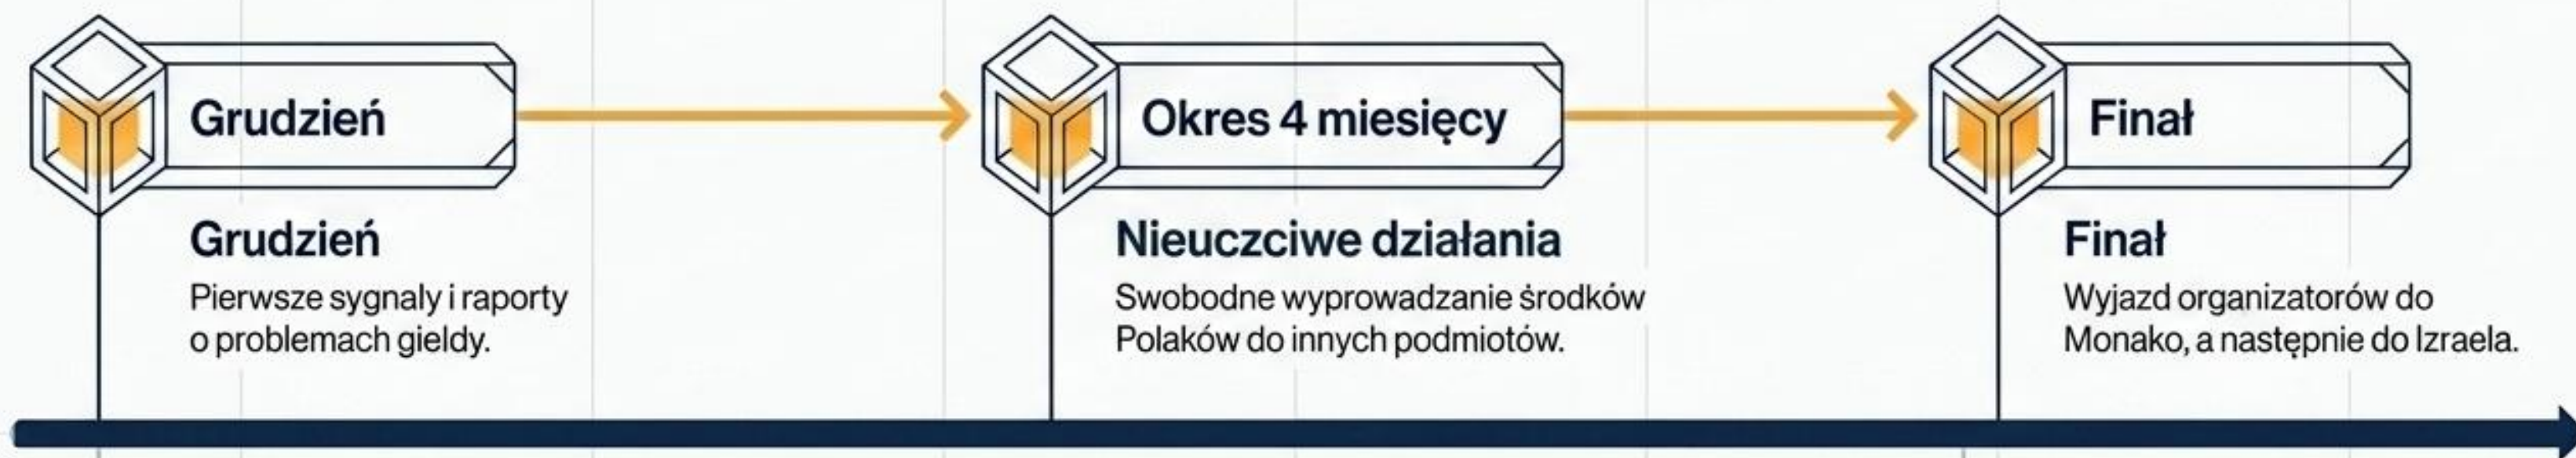 Grudzień
Okres 4 miesięcy
Finał
Grudzień
Pierwsze sygnaly i raporty
o problemach gieldy.
Nieuczciwe działania
Swobodne wyprowadzanie środków
Polaków do innych podmiotów.
Finał
Wyjazd organizatorów do
Monako, a następnie do Izraela.